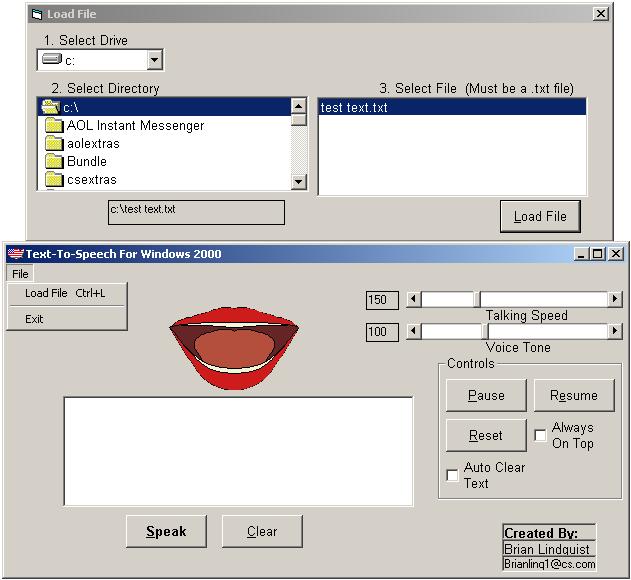 Load File
1. Select Drive
c:
2. Select Directory
3. Select File (Must be a .txt file)
c:\
AOL Instant Messenger
aolextras
Bundle
csextras
test text.txt
c:\test text.txt
Load File
Text-To-Speech For Windows 2000
File
Load File Ctrl+L
Exit
150
Talking Speed
100
Voice Tone
Controls
Pause
Resume
Reset
Always
On Top
Auto Clear
Text
Speak
Clear
Created By:
Brian Lindquist
Brianlinq1@cs.com